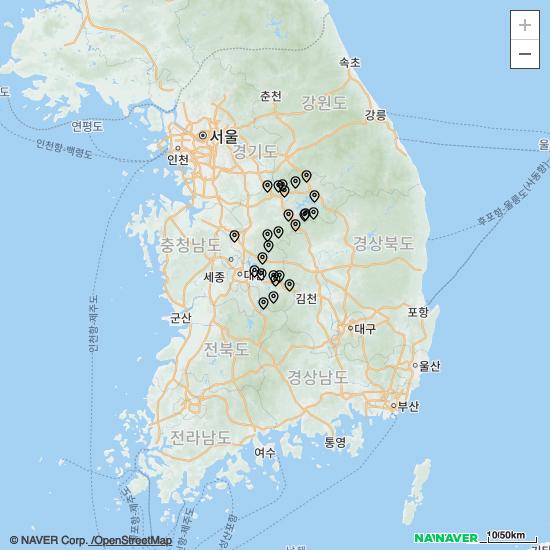 속초
춘천
강원도
도
강릉
연평도
서울
경기도
인천
울
인천항-백령도
후포항-울릉도(사동항)
충청남도
경상북도
세종
대전
김천
군산
포항
인천항-제주도
대구
전북도
울산
경상남도
부산
전라남도
여수
통영
© NAVER Corp. /OpenStreetMap
NAVER
10/50km